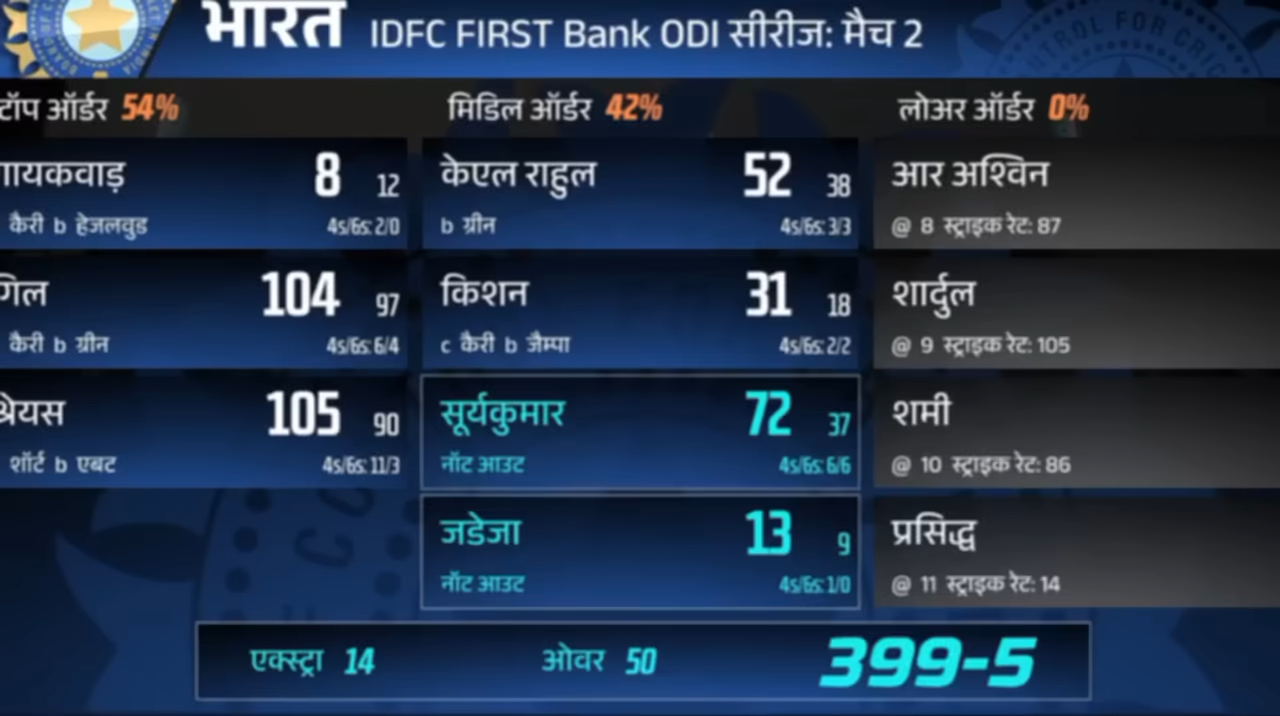 भारत IDFC FIRST Bank ODI सीरीज: मैच 2
टॉप ऑर्डर 54% मिडिल ऑर्डर 42% लोअर ऑर्डर 0%
गायकवाड़ 8 12
कैरी b हेजलवुड 4s/6s: 2/0
गिल 104 97
कैरी b ग्रीन 4s/6s: 6/4
श्रेयस 105 90
शॉर्ट b एबट 4s/6s: 11/3
केएल राहुल 52 38
b ग्रीन 4s/6s: 3/3
किशन 31 18
c कैरी b जैम्पा 4s/6s: 2/2
सूर्यकुमार 72 37
नॉट आउट 4s/6s: 6/6
जडेजा 13 9
नॉट आउट 4s/6s: 1/0
आर अश्विन
@ 8 स्ट्राइक रेट: 87
शार्दुल
@ 9 स्ट्राइक रेट: 105
शमी
@ 10 स्ट्राइक रेट: 86
प्रसिद्ध
@ 11 स्ट्राइक रेट: 14
एक्स्ट्रा 14 ओवर 50 399-5